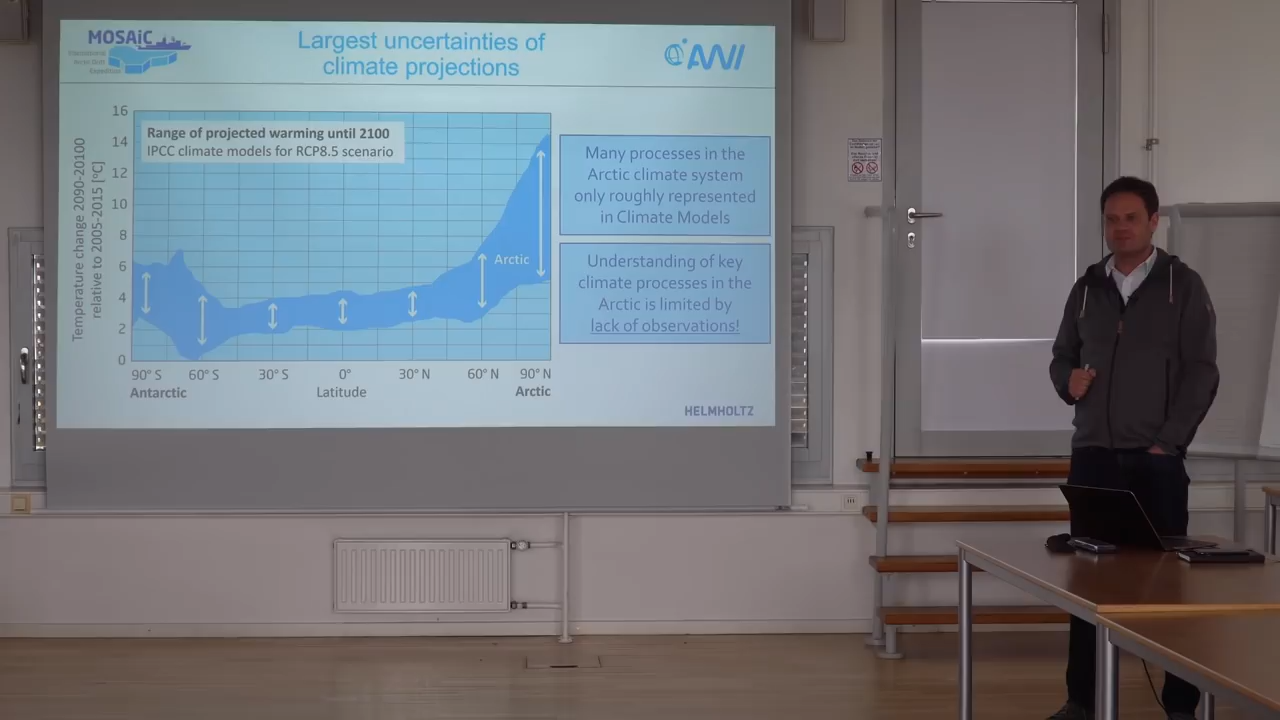 MOSAiC
Expedition
Largest uncertainties of
climate projections
AWI
Temperature change 2090-20100
relative to 2005-2015 [°C]
16
14
12
10
8
6
4
2
0
Range of projected warming until 2100
IPCC climate models for RCP8.5 scenario
Arctic
90° S
60° S
30° S
0°
30° N
60° N
90° N
Antarctic
Latitude
Arctic
Many processes in the
Arctic climate system
only roughly represented
in Climate Models
Understanding of key
climate processes in the
Arctic is limited by
lack of observations!
HELMHOLTZ